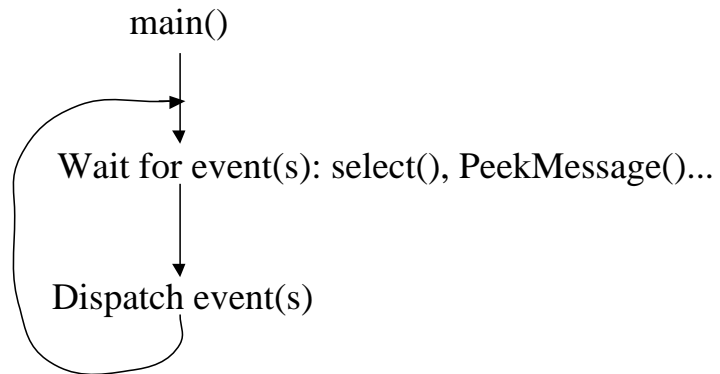 main()
Wait for event(s): select(), PeekMessage()...
Dispatch event(s)